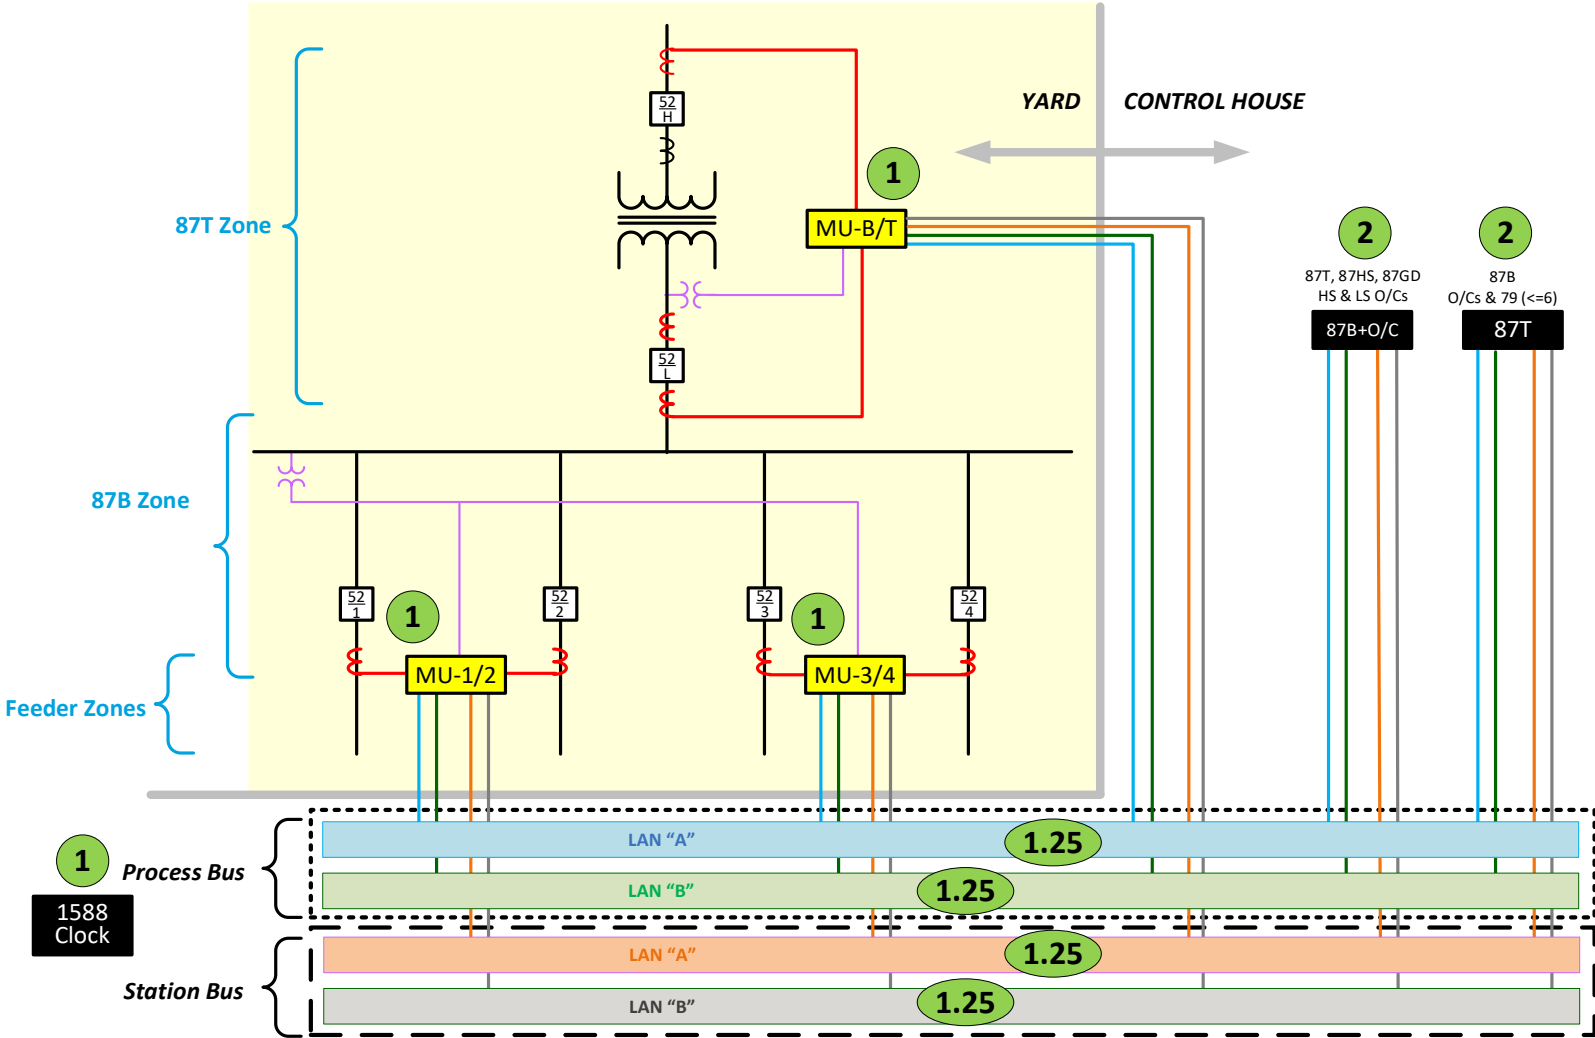 52
H
YARD
CONTROL HOUSE
1
87T Zone
MU-B/T
2
2
87T, 87HS, 87GD
HS & LS O/Cs
87B
O/Cs & 79 (<=6)
87B+O/C
87T
52
L
87B Zone
52
1
1
52
2
52
3
1
52
4
MU-1/2
MU-3/4
Feeder Zones
1
Process Bus
LAN “A”
1.25
LAN “B”
1.25
1588
Clock
Station Bus
LAN “A”
1.25
LAN “B”
1.25